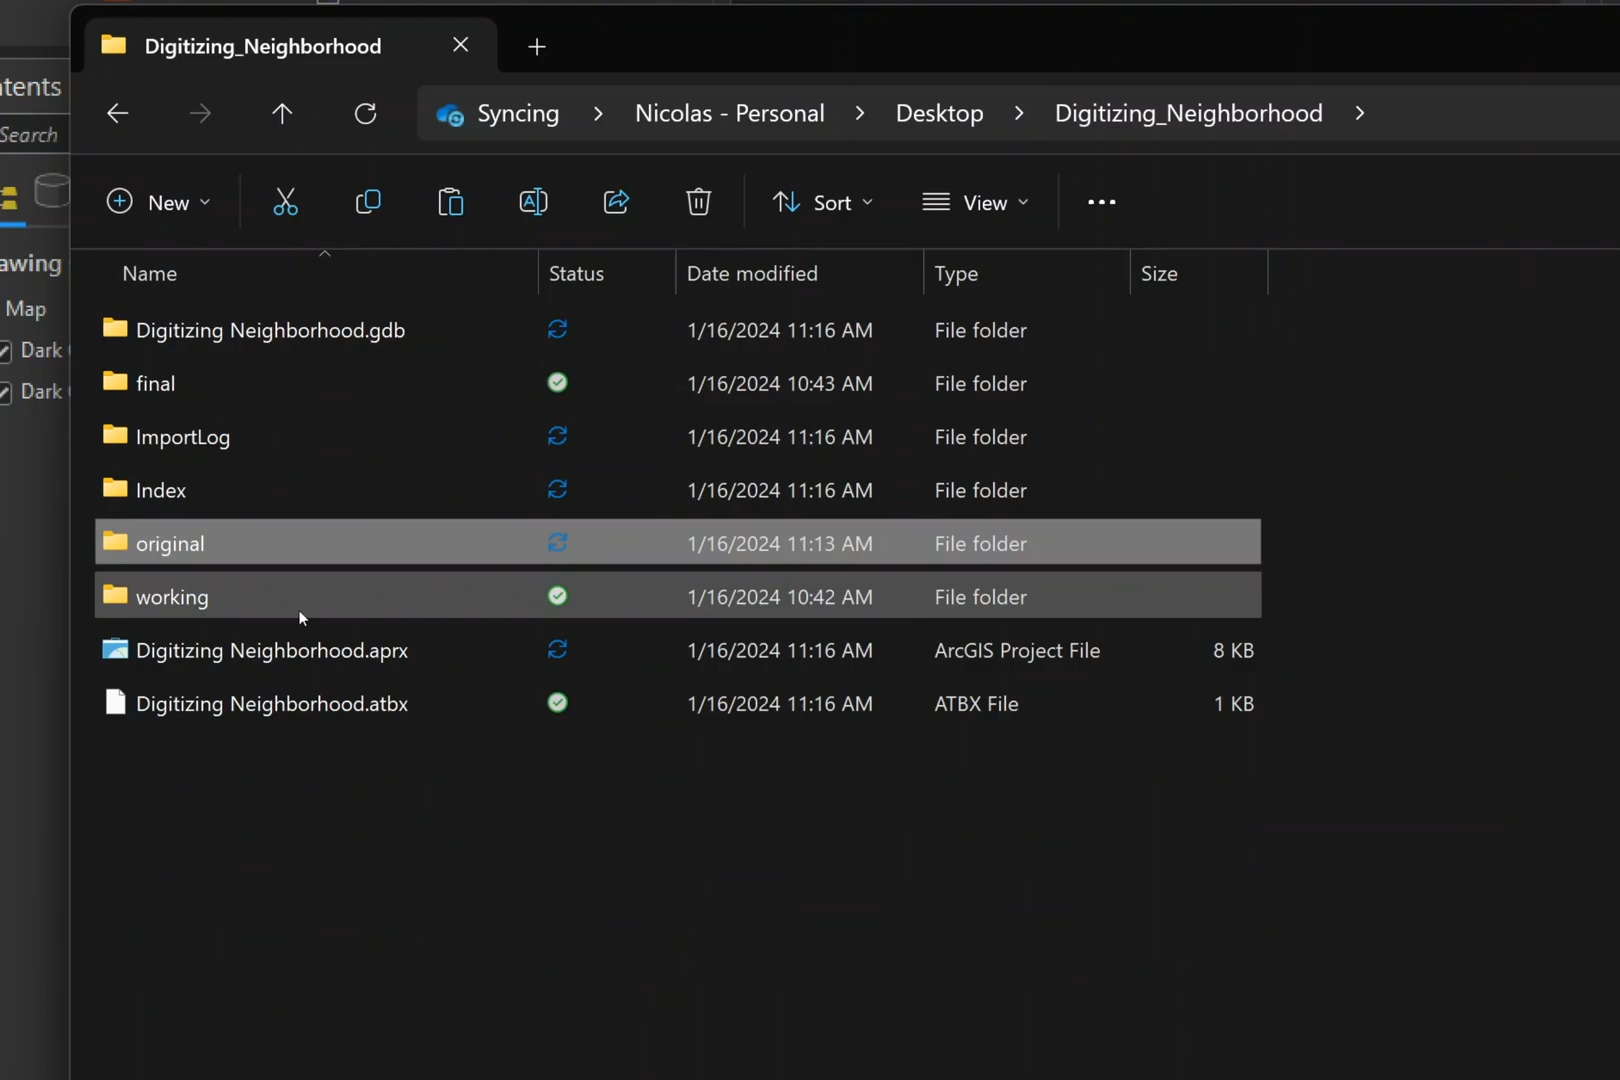 Digitizing_Neighborhood
Syncing > Nicolas - Personal > Desktop > Digitizing_Neighborhood >
New
Sort
View
Name Status Date modified Type Size
Digitizing Neighborhood.gdb 1/16/2024 11:16 AM File folder
final 1/16/2024 10:43 AM File folder
ImportLog 1/16/2024 11:16 AM File folder
Index 1/16/2024 11:16 AM File folder
original 1/16/2024 11:13 AM File folder
working 1/16/2024 10:42 AM File folder
Digitizing Neighborhood.aprx 1/16/2024 11:16 AM ArcGIS Project File 8 KB
Digitizing Neighborhood.atbx 1/16/2024 11:16 AM ATBX File 1 KB
tents
Search
awing
Map
Dark
Dark